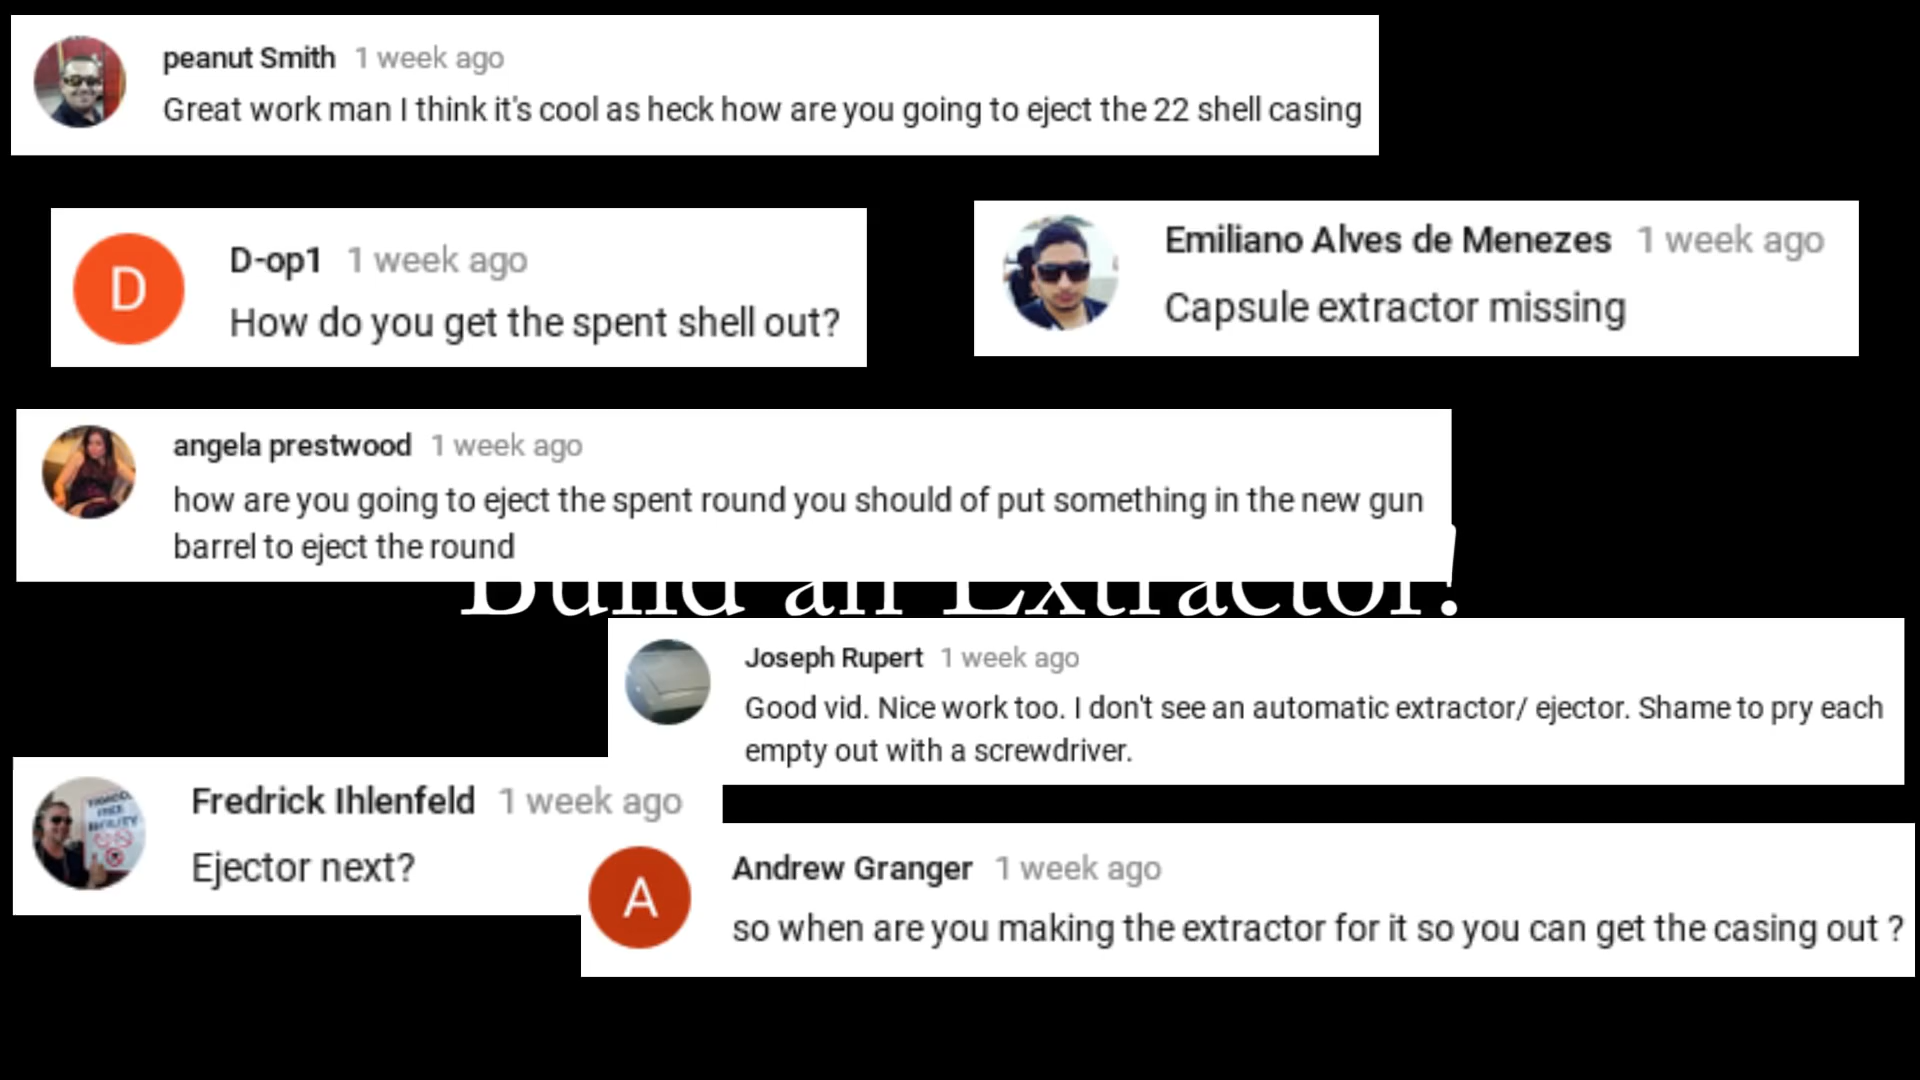 peanut Smith 1 week ago
Great work man I think it's cool as heck how are you going to eject the 22 shell casing
D-op1 1 week ago
How do you get the spent shell out?
Emiliano Alves de Menezes 1 week ago
Capsule extractor missing
angela prestwood 1 week ago
how are you going to eject the spent round you should of put something in the new gun
barrel to eject the round
Build an Extractor!
Joseph Rupert 1 week ago
Good vid. Nice work too. I don't see an automatic extractor/ ejector. Shame to pry each
empty out with a screwdriver.
Fredrick Ihlenfeld 1 week ago
Ejector next?
A
Andrew Granger 1 week ago
so when are you making the extractor for it so you can get the casing out ?